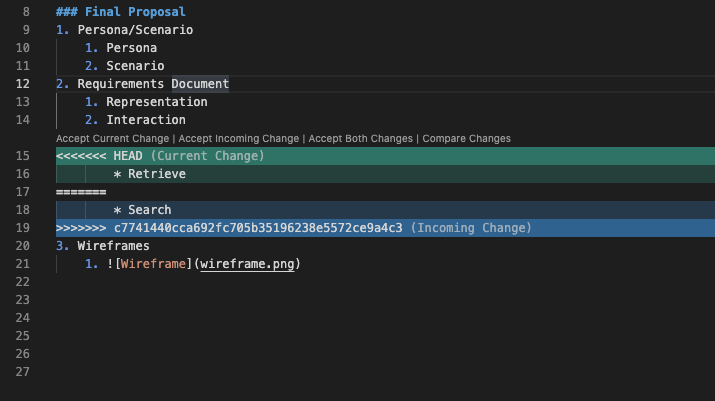 8 ### Final Proposal
9 1. Persona/Scenario
10 1. Persona
11 2. Scenario
12 2. Requirements Document
13 1. Representation
14 2. Interaction
Accept Current Change | Accept Incoming Change | Accept Both Changes | Compare Changes
15 <<<<<<< HEAD (Current Change)
16 * Retrieve
17 =======
18 * Search
19 >>>>>>> c7741440cca692fc705b35196238e5572ce9a4c3 (Incoming Change)
20 3. Wireframes
21 1. ![Wireframe](wireframe.png)
22
23
24
25
26
27